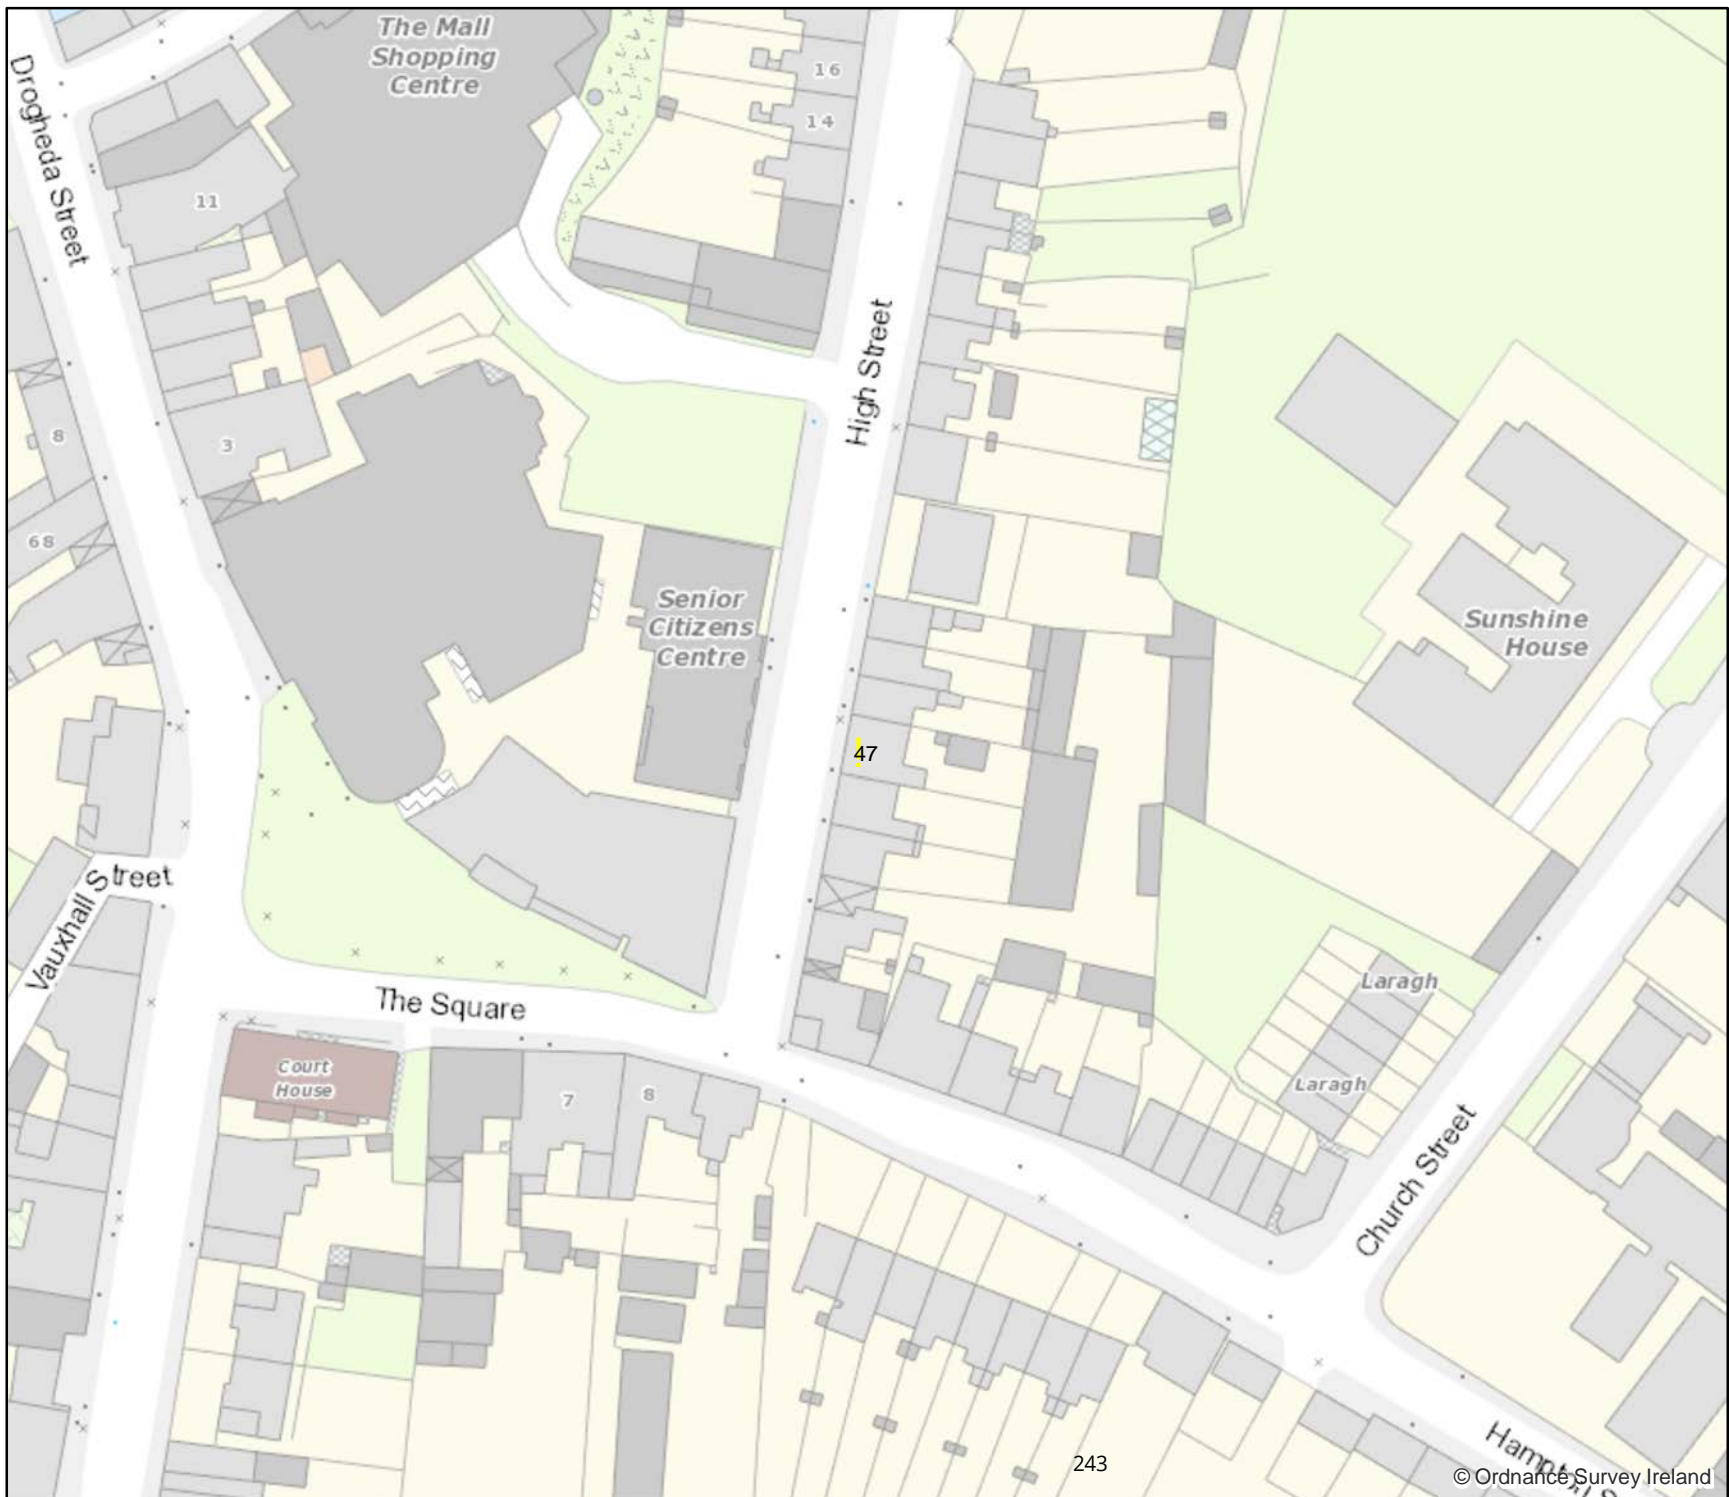 The Mall
Shopping
Centre
Drogheda Street
16
14
11
High Street
8
3
68
Senior
Citizens
Centre
Sunshine
House
47
Vauxhall Street
The Square
Laragh
Court
House
7
8
Laragh
Church Street
243
© Ordnance Survey Ireland